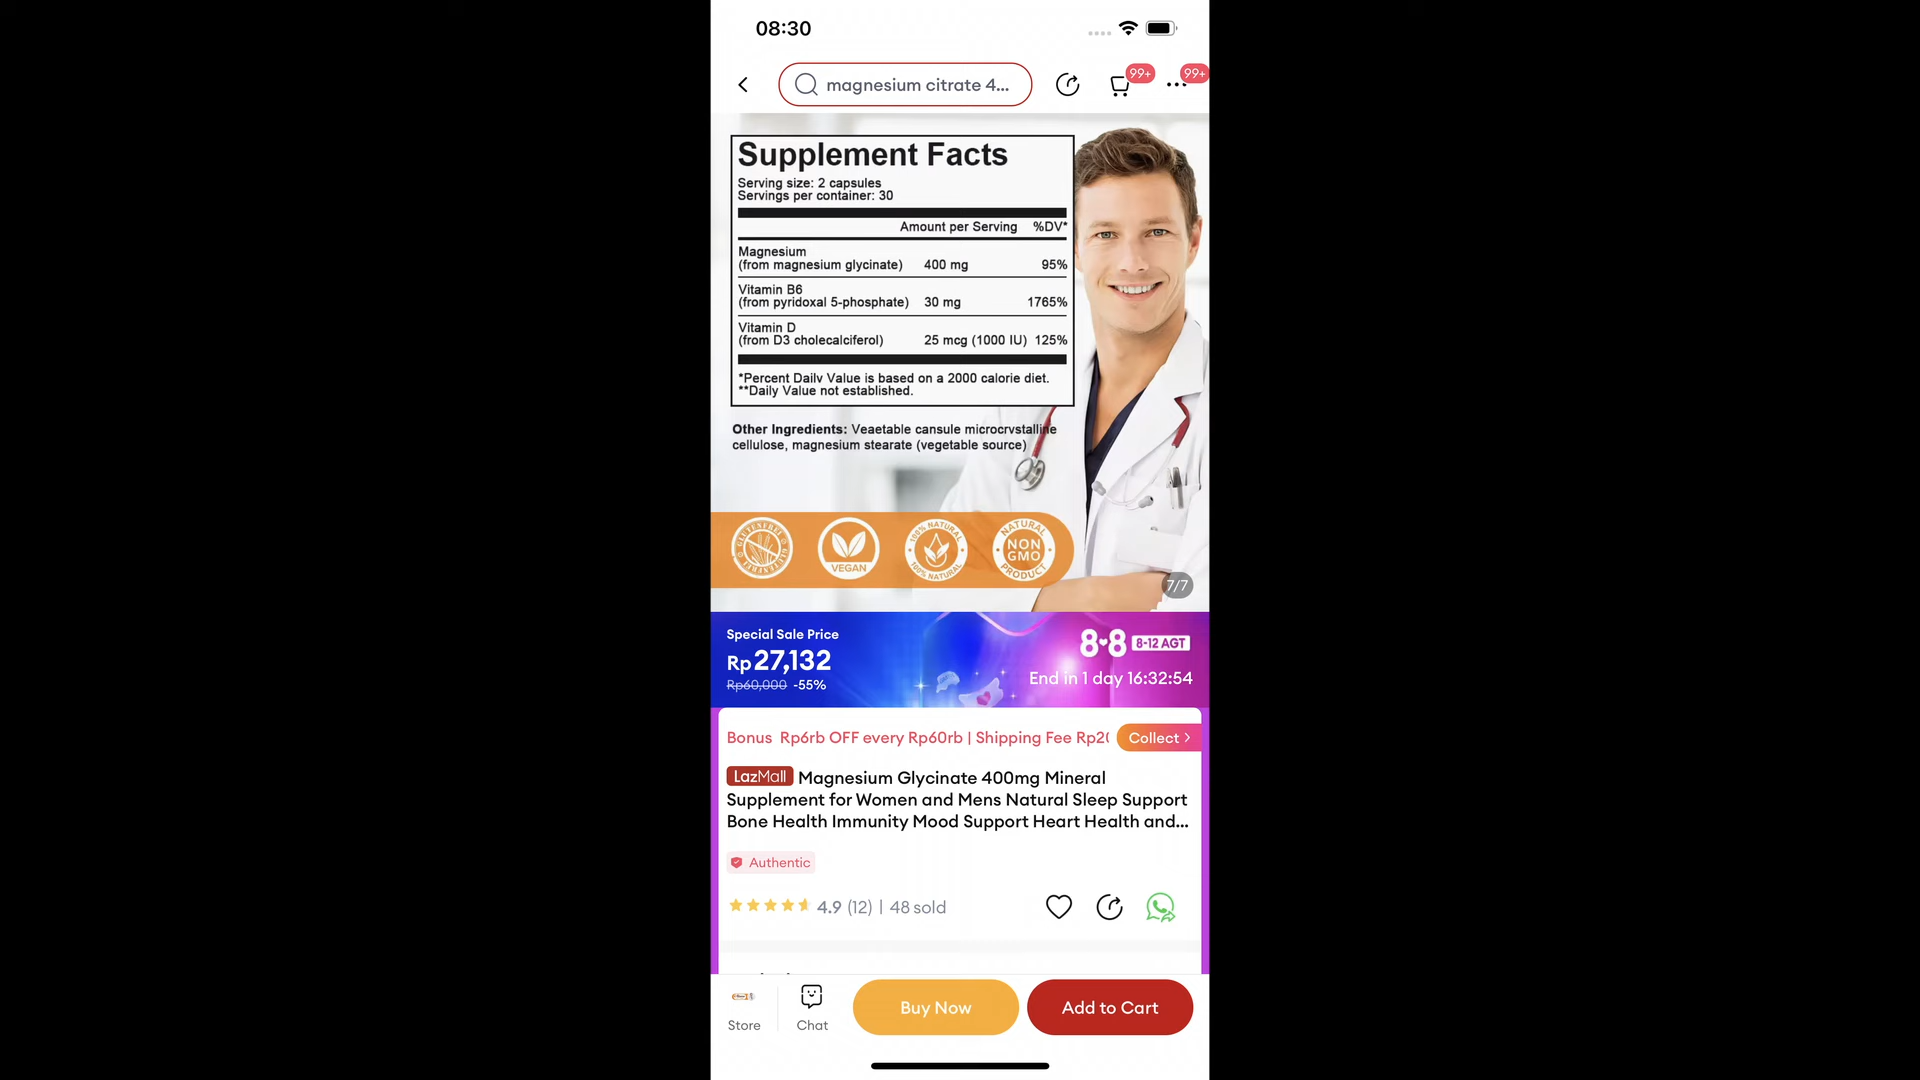 08:30
magnesium citrate 4...
99+
99+
Supplement Facts
Serving size: 2 capsules
Servings per container: 30
Amount per Serving %DV*
Magnesium
(from magnesium glycinate) 400 mg 95%
Vitamin B6
(from pyridoxal 5-phosphate) 30 mg 1765%
Vitamin D
(from D3 cholecalciferol) 25 mcg (1000 IU) 125%
*Percent Daily Value is based on a 2000 calorie diet.
**Daily Value not established.
Other Ingredients: Veaetable cansule microcrvstalline
cellulose, magnesium stearate (vegetable source)
VEGAN
100% NATURAL
100% NATURAL
NATURAL
NON
GMO
PRODUCT
7/7
Special Sale Price
Rp27,132
Rp60,000 -55%
8.8 8-12 AGT
End in 1 day 16:32:54
Bonus Rp6rb OFF every Rp60rb | Shipping Fee Rp20
Collect >
LazMall Magnesium Glycinate 400mg Mineral
Supplement for Women and Mens Natural Sleep Support
Bone Health Immunity Mood Support Heart Health and...
Authentic
4.9 (12) | 48 sold
Store
Chat
Buy Now
Add to Cart